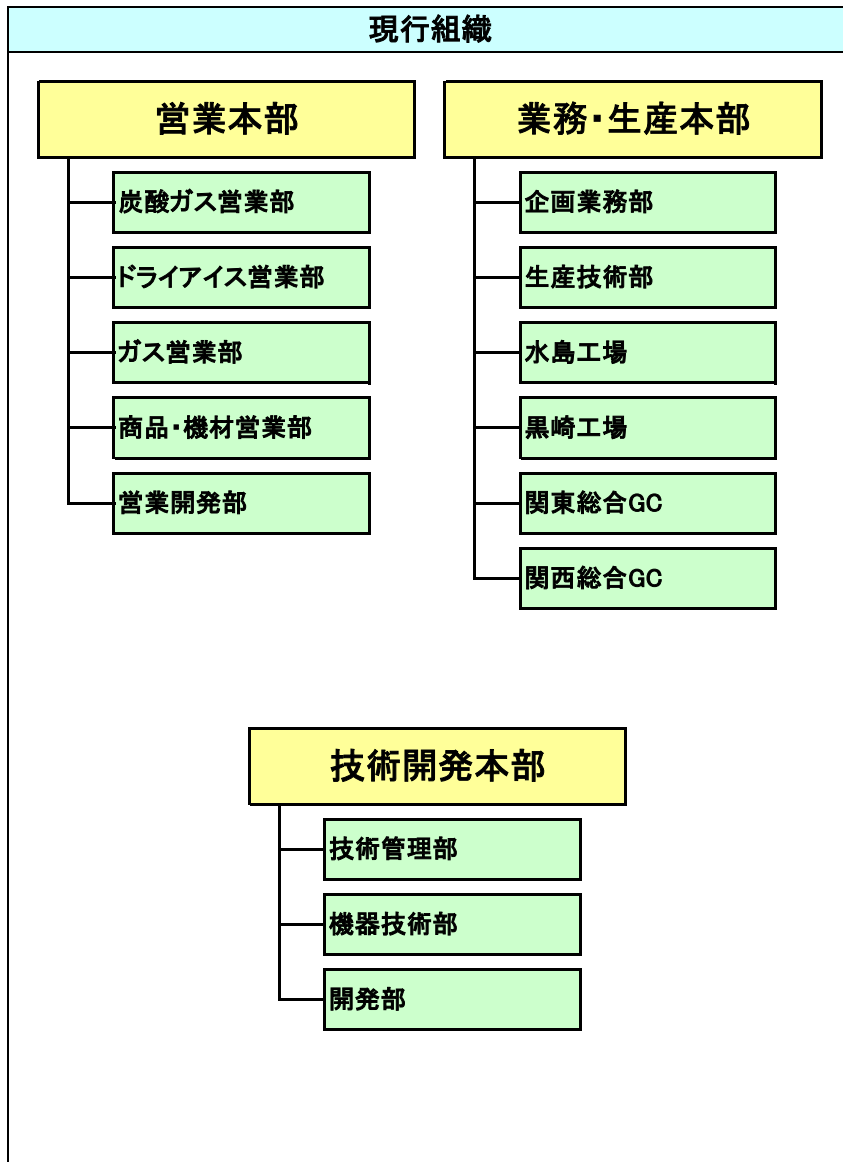 現行組織
営業本部
炭酸ガス営業部
ドライアイス営業部
ガス営業部
商品・機材営業部
営業開発部
業務・生産本部
企画業務部
生産技術部
水島工場
黒崎工場
関東総合GC
関西総合GC
技術開発本部
技術管理部
機器技術部
開発部